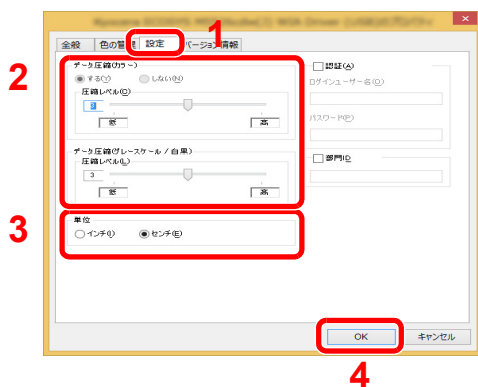 1
全般 色の管理 設定 バージョン情報
2
データ圧縮(カラー)
する(Y) しない(N)
圧縮レベル(C)
3
低 高
データ圧縮(グレースケール / 白黒)
圧縮レベル(L)
3
低 高
3
単位
インチ(I) センチ(E)
認証(A)
ログインユーザー名(O)
パスワード(P)
部門ID
OK キャンセル
4